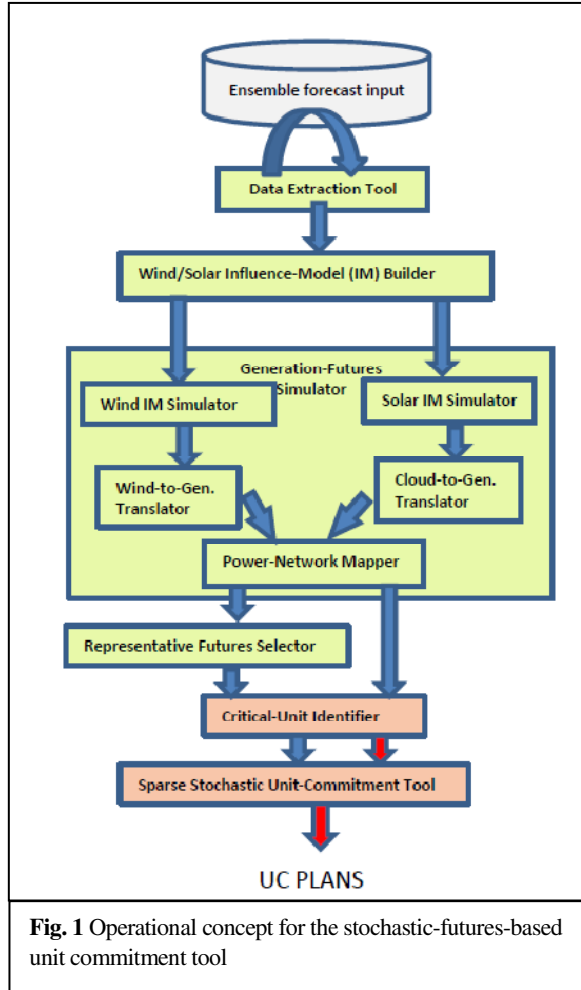 Ensemble forecast input
Data Extraction Tool
Wind/Solar Influence-Model (IM) Builder
Generation-Futures
Simulator
Wind IM Simulator
Solar IM Simulator
Wind-to-Gen.
Translator
Cloud-to-Gen.
Translator
Power-Network Mapper
Representative Futures Selector
Critical-Unit Identifier
Sparse Stochastic Unit-Commitment Tool
UC PLANS
Fig. 1 Operational concept for the stochastic-futures-based
unit commitment tool